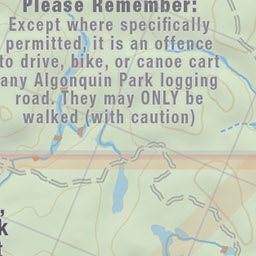 Please Remember:
Except where specifically
permitted, it is an offence
to drive, bike, or canoe cart
any Algonquin Park logging
road. They may ONLY be
walked (with caution)